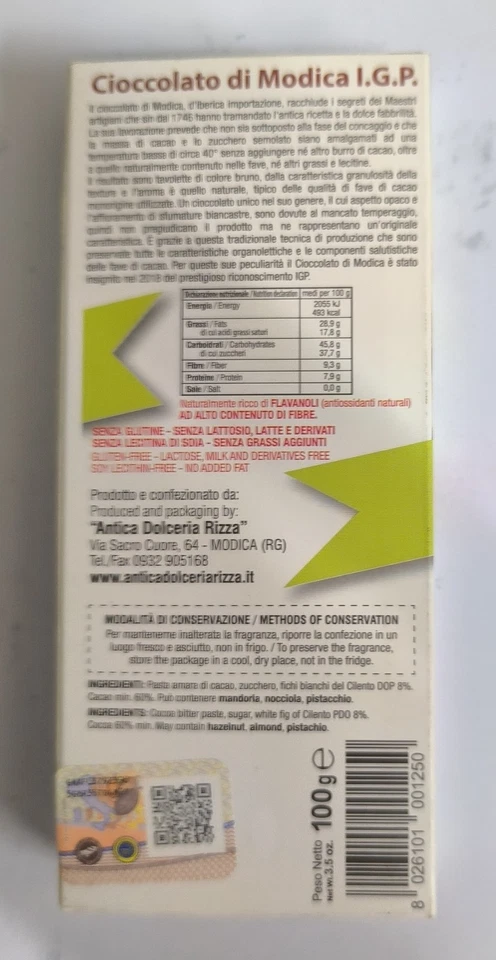 Cioccolato di Modica I.G.P.
Il cioccolato di Modica, d'iberica importazione, racchiude i segreti dei Maestri
artigiani che sin dal 1746 hanno tramandato l'antica ricetta e la dolce fabbrilità.
La sua lavorazione prevede che non sia sottoposto alla fase del concaggio e che
la massa di cacao e lo zucchero semolato siano amalgamati ad una
temperatura bassa di circa 40° senza aggiungere né altro burro di cacao, oltre
a quello naturalmente contenuto nelle fave, né altri grassi e lecitine.
Il risultato sono tavolette di colore bruno, dalla caratteristica granulosità della
texture e l'aroma è quello naturale, tipico delle qualità di fave di cacao
monorigine utilizzate. Un cioccolato unico nel suo genere, il cui aspetto opaco e
l'affioramento di sfumature biancastre, sono dovute al mancato temperaggio,
quindi non pregiudicano il prodotto ma ne rappresentano un'originale
caratteristica. È grazie a questa tradizionale tecnica di produzione che sono
preservate tutte le caratteristiche organolettiche e le componenti salutistiche
delle fave di cacao. Per queste sue peculiarità il Cioccolato di Modica è stato
insignito nel 2018 del prestigioso riconoscimento IGP.
Dichiarazione nutrizionale / Nutrition declaration medi per 100 g
Energia / Energy 2055 kJ
493 kcal
Grassi / Fats 28,9 g
di cui acidi grassi saturi 17,8 g
Carboidrati / Carbohydrates 45,8 g
di cui zuccheri 37,7 g
Fibre / Fiber 9,3 g
Proteine / Protein 7,9 g
Sale / Salt 0,0 g
Naturalmente ricco di FLAVANOLI (antiossidanti naturali)
AD ALTO CONTENUTO DI FIBRE.
SENZA GLUTINE - SENZA LATTOSIO, LATTE E DERIVATI
SENZA LECITINA DI SOIA - SENZA GRASSI AGGIUNTI
GLUTEN-FREE - LACTOSE, MILK AND DERIVATIVES FREE
SOY LECITHIN-FREE - NO ADDED FAT
Prodotto e confezionato da:
Produced and packaging by:
"Antica Dolceria Rizza"
Via Sacro Cuore, 64 - MODICA (RG)
Tel./Fax 0932 905168
www.anticadolceriarizza.it
MODALITÀ DI CONSERVAZIONE / METHODS OF CONSERVATION
Per mantenerne inalterata la fragranza, riporre la confezione in un
luogo fresco e asciutto, non in frigo. / To preserve the fragrance,
store the package in a cool, dry place, not in the fridge.
INGREDIENTI: Pasta amara di cacao, zucchero, fichi bianchi del Cilento DOP 8%.
Cacao min. 60%. Può contenere mandorla, nocciola, pistacchio.
INGREDIENTS: Cocoa bitter paste, sugar, white fig of Cilento PDO 8%.
Cocoa 60% min. May contain hazelnut, almond, pistachio.
Peso Netto 100 g e
Net wt. 3.5 oz.
8 026101 001250